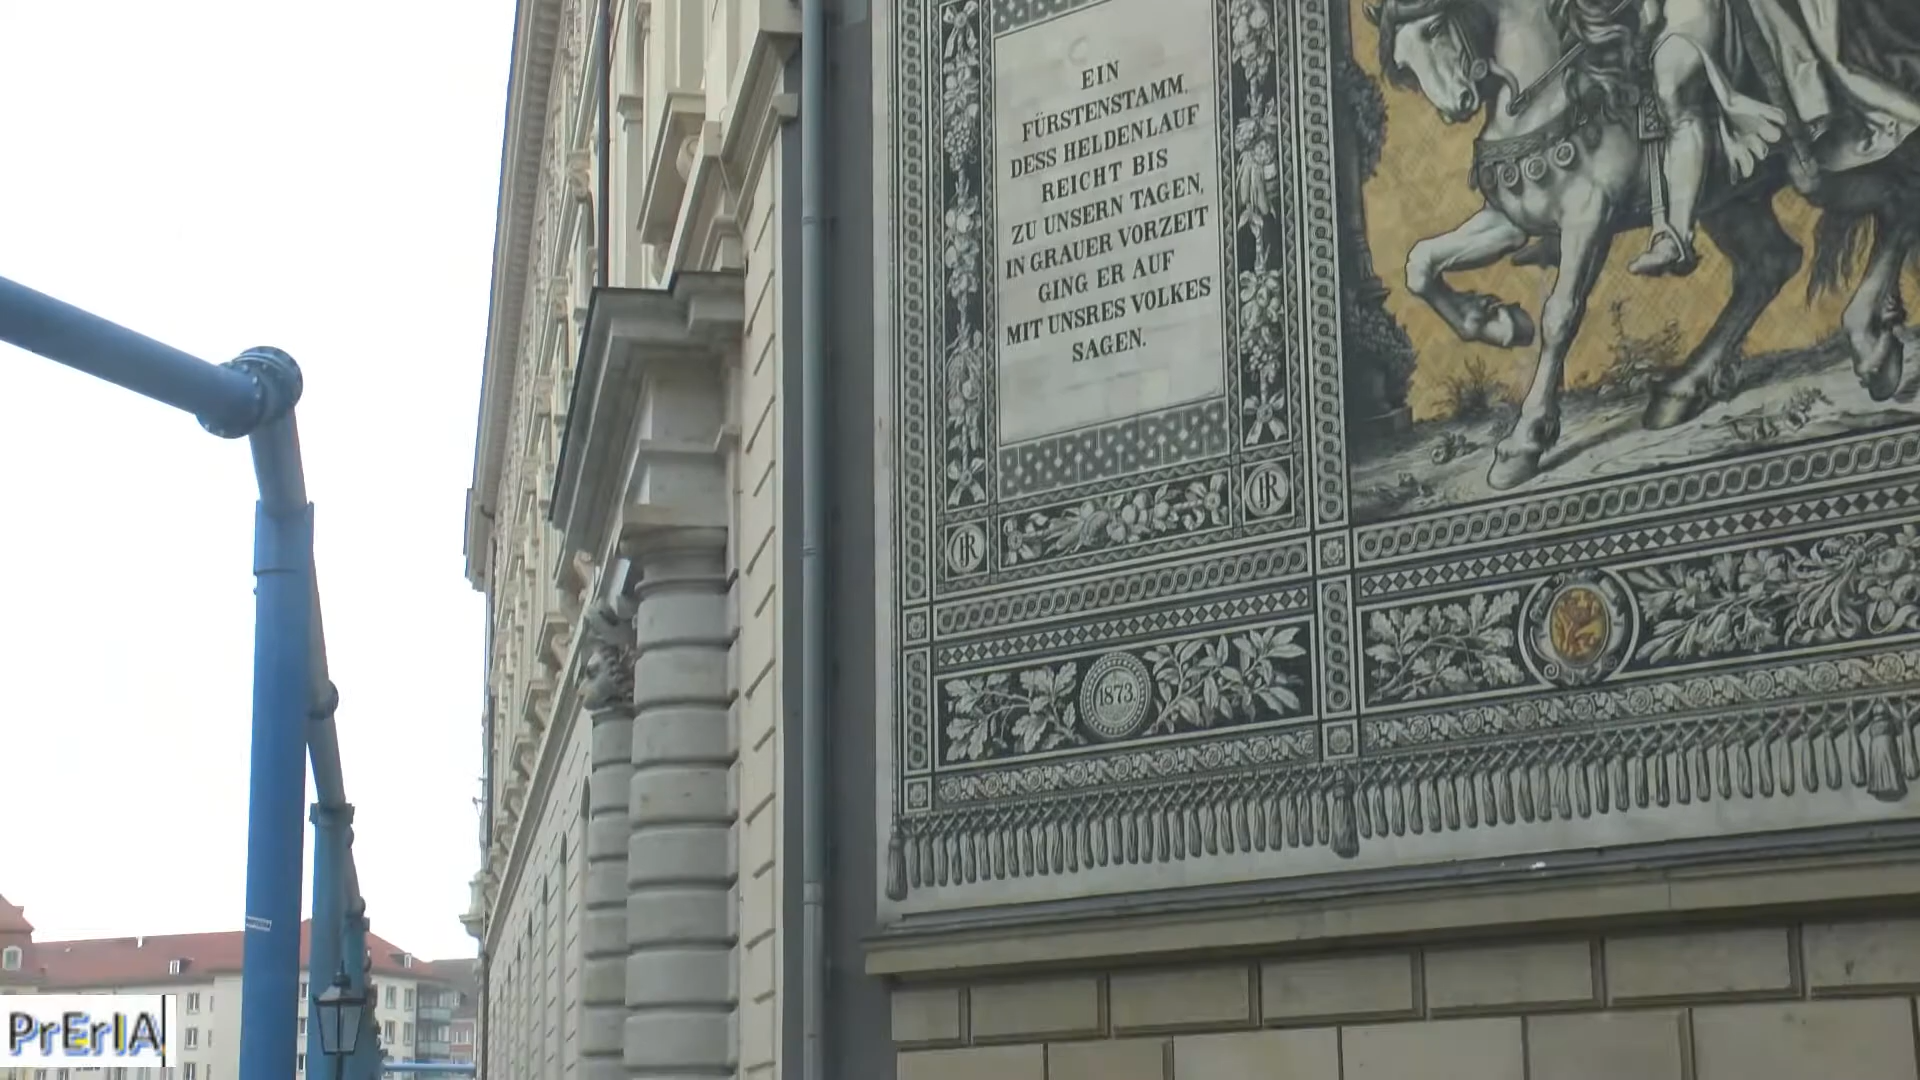 EIN
FÜRSTENSTAMM,
DESS HELDENLAUF
REICHT BIS
ZU UNSERN TAGEN,
IN GRAUER VORZEIT
GING ER AUF
MIT UNSRES VOLKES
SAGEN.
1873
PrErIA